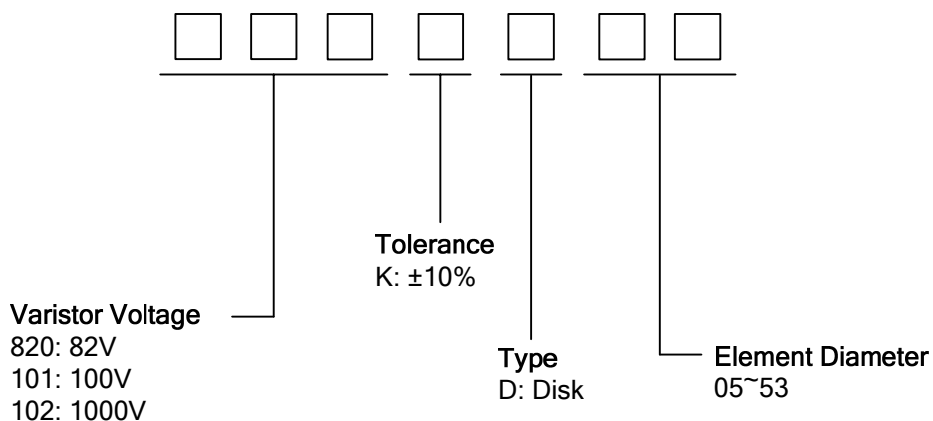 Tolerance
K: ±10%
Varistor Voltage
820: 82V
101: 100V
102: 1000V
Type
D: Disk
Element Diameter
05~53